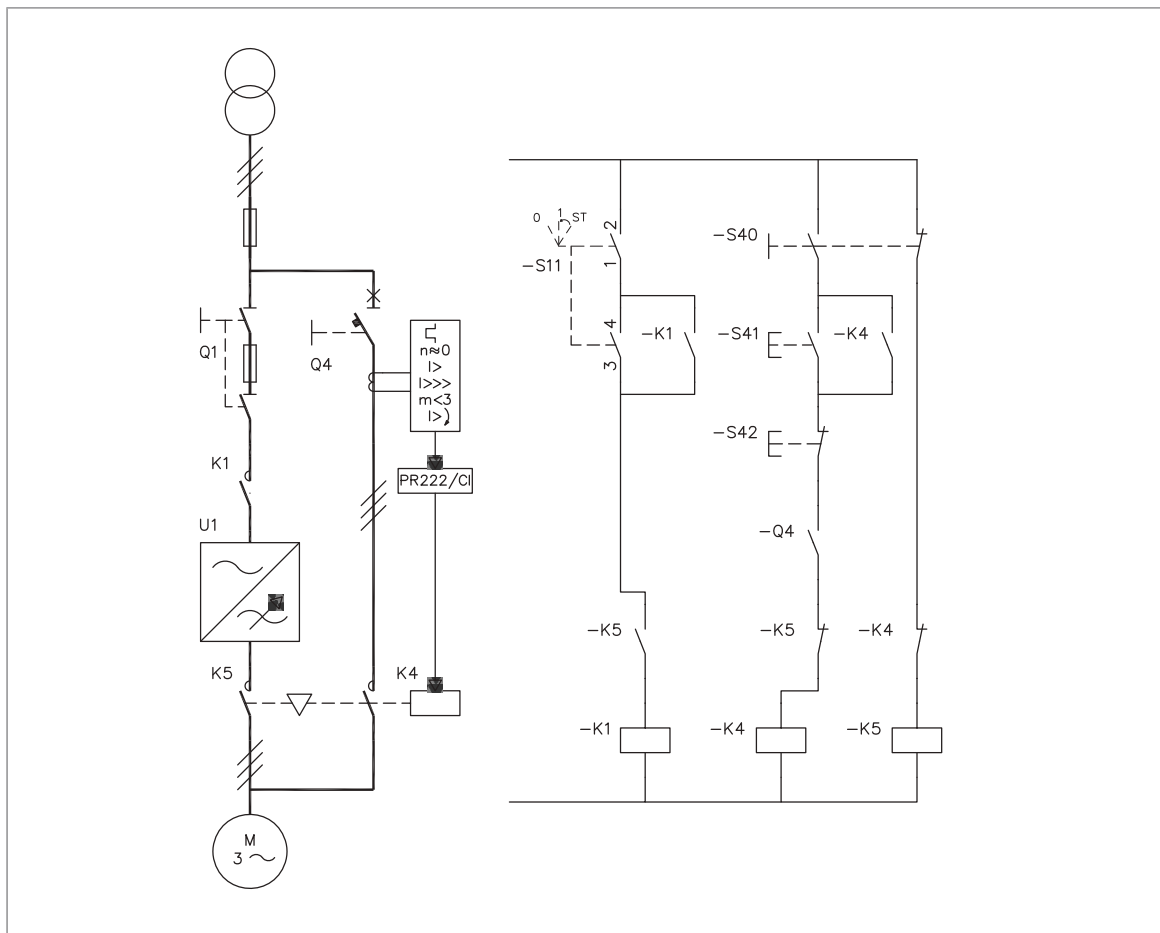 Q1
Q4
n≈0
I>
I>>>
m<3
I>
K1
PR222/CI
U1
K5
K4
M
3
0
1
ST
2
-S11
1
4
-K1
3
-S40
-S41
-K4
-S42
-Q4
-K5
-K5
-K4
-K1
-K4
-K5